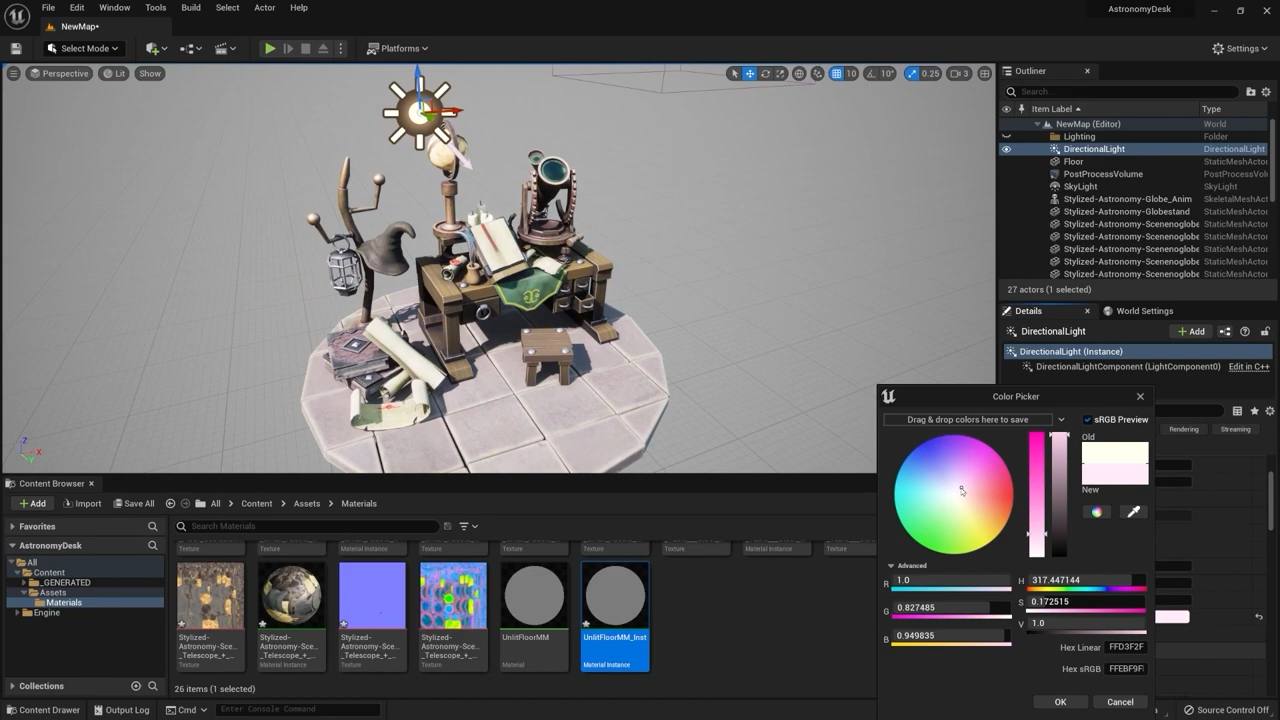 File Edit Window Tools Build Select Actor Help
AstronomyDesk
NewMap*
Select Mode
Platforms
Settings
Perspective Lit Show
10 10° 0.25 3
Outliner
Search...
Item Label Type
NewMap (Editor) World
Lighting Folder
DirectionalLight DirectionalLight
Floor StaticMeshActor
PostProcessVolume PostProcessVolu
SkyLight SkyLight
Stylized-Astronomy-Globe_Anim SkeletalMeshAct
Stylized-Astronomy-Globestand StaticMeshActor
Stylized-Astronomy-Scenenoglobe StaticMeshActor
Stylized-Astronomy-Scenenoglobe StaticMeshActor
Stylized-Astronomy-Scenenoglobe StaticMeshActor
Stylized-Astronomy-Scenenoglobe StaticMeshActor
Stylized-Astronomy-Scenenoglobe StaticMeshActor
27 actors (1 selected)
Details World Settings
DirectionalLight Add
DirectionalLight (Instance)
DirectionalLightComponent (LightComponent0) Edit in C++
Rendering Streaming
Color Picker
Drag & drop colors here to save
sRGB Preview
Old
New
Advanced
R 1.0 H 317.447144
G 0.827485 S 0.172515
B 0.949835 V 1.0
Hex Linear FFD3F2F
Hex sRGB FFEBF9F
OK Cancel
Z
X
Content Browser
Add Import Save All All Content Assets Materials
Favorites
Search Materials
AstronomyDesk
All
Content
_GENERATED
Assets
Materials
Engine
Collections
Texture Texture Material Instance Texture Texture Texture Texture Material Instance Texture
Stylized-Astronomy-Sce..._Telescope_+_... Texture
Stylized-Astronomy-Sce..._Telescope_+_... Material Instance
Stylized-Astronomy-Sce..._Telescope_+_... Texture
Stylized-Astronomy-Sce..._Telescope_+_... Texture
UnlitFloorMM Material
UnlitFloorMM_Inst Material Instance
26 items (1 selected)
Content Drawer Output Log Cmd Enter Console Command
Source Control Off